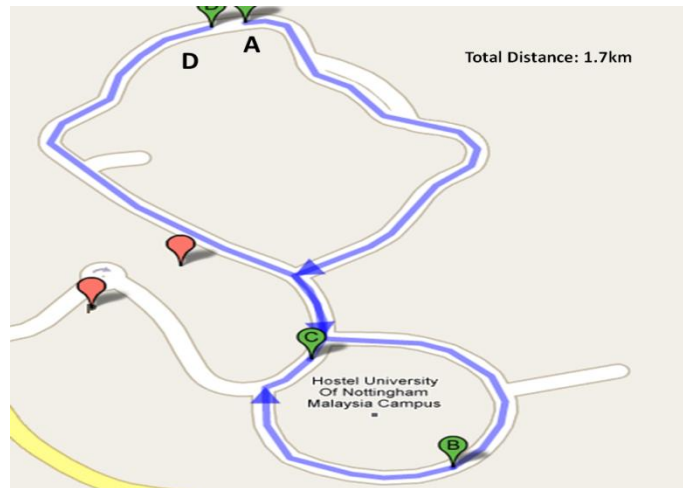 D
A
Total Distance: 1.7km
C
Hostel University
Of Nottingham
Malaysia Campus
B